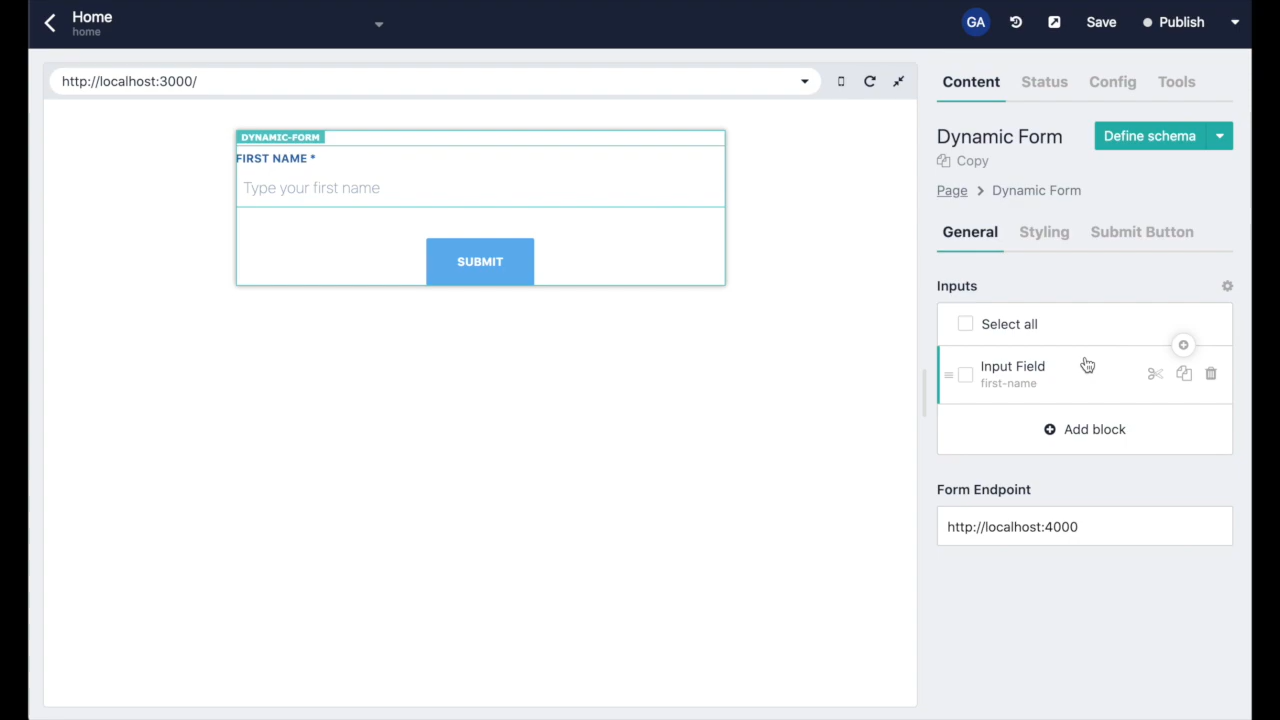 Home
home
GA
Save
Publish
http://localhost:3000/
DYNAMIC-FORM
FIRST NAME *
Type your first name
SUBMIT
Content Status Config Tools
Dynamic Form
Define schema
Copy
Page > Dynamic Form
General Styling Submit Button
Inputs
Select all
Input Field
first-name
Add block
Form Endpoint
http://localhost:4000